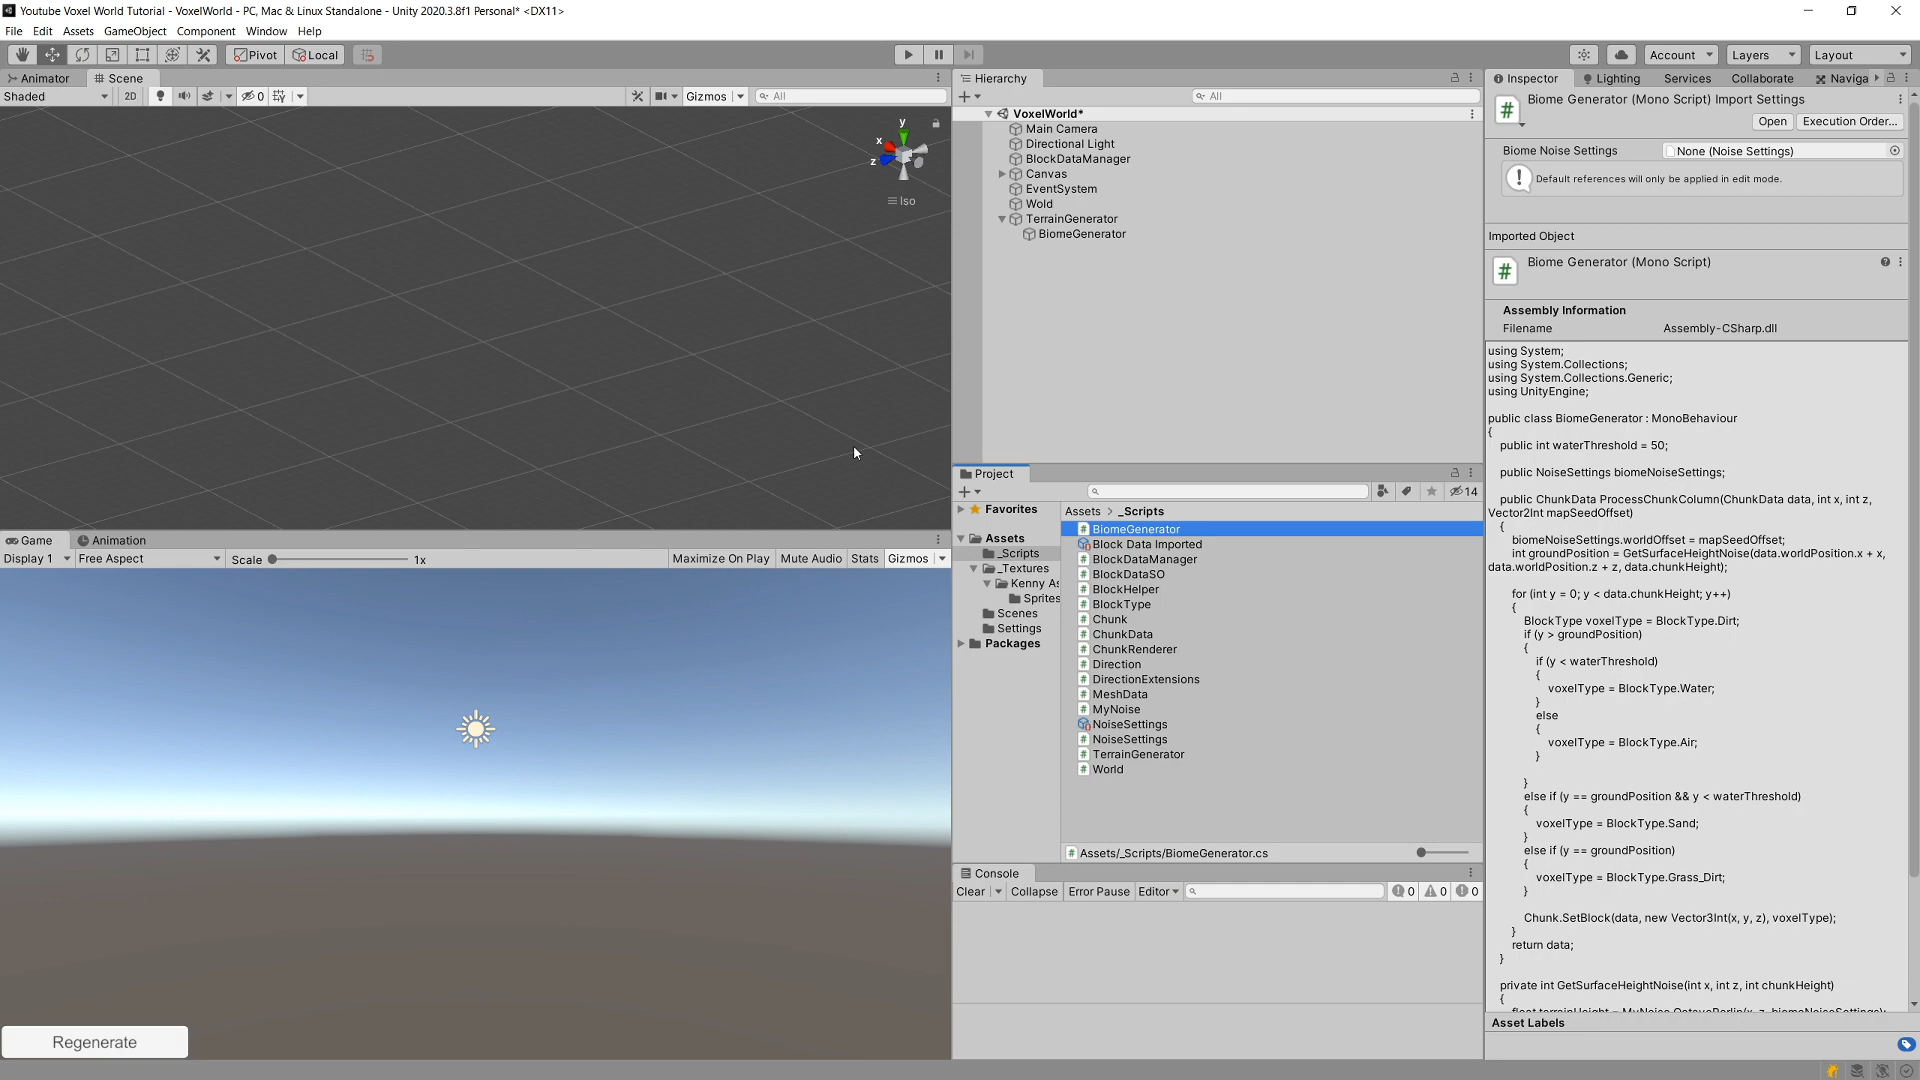 Youtube Voxel World Tutorial - VoxelWorld - PC, Mac & Linux Standalone - Unity 2020.3.8f1 Personal* <DX11>
File Edit Assets GameObject Component Window Help
Pivot Local Account Layers Layout
Animator Scene
Shaded 2D 0 Gizmos All
y
x
z
Iso
Game Animation
Display 1 Free Aspect Scale 1x Maximize On Play Mute Audio Stats Gizmos
Regenerate
Hierarchy
All
VoxelWorld*
Main Camera
Directional Light
BlockDataManager
Canvas
EventSystem
Wold
TerrainGenerator
BiomeGenerator
Project
14
Favorites
Assets
_Scripts
_Textures
Kenny As
Sprites
Scenes
Settings
Packages
Assets > _Scripts
BiomeGenerator
Block Data Imported
BlockDataManager
BlockDataSO
BlockHelper
BlockType
Chunk
ChunkData
ChunkRenderer
Direction
DirectionExtensions
MeshData
MyNoise
NoiseSettings
NoiseSettings
TerrainGenerator
World
Assets/_Scripts/BiomeGenerator.cs
Console
Clear Collapse Error Pause Editor 0 0 0
Inspector Lighting Services Collaborate Naviga
Biome Generator (Mono Script) Import Settings
Open Execution Order...
Biome Noise Settings None (Noise Settings)
Default references will only be applied in edit mode.
Imported Object
Biome Generator (Mono Script)
Assembly Information
Filename Assembly-CSharp.dll
using System;
using System.Collections;
using System.Collections.Generic;
using UnityEngine;
public class BiomeGenerator : MonoBehaviour
{
public int waterThreshold = 50;
public NoiseSettings biomeNoiseSettings;
public ChunkData ProcessChunkColumn(ChunkData data, int x, int z,
Vector2Int mapSeedOffset)
{
biomeNoiseSettings.worldOffset = mapSeedOffset;
int groundPosition = GetSurfaceHeightNoise(data.worldPosition.x + x,
data.worldPosition.z + z, data.chunkHeight);
for (int y = 0; y < data.chunkHeight; y++)
{
BlockType voxelType = BlockType.Dirt;
if (y > groundPosition)
{
if (y < waterThreshold)
{
voxelType = BlockType.Water;
}
else
{
voxelType = BlockType.Air;
}
}
else if (y == groundPosition && y < waterThreshold)
{
voxelType = BlockType.Sand;
}
else if (y == groundPosition)
{
voxelType = BlockType.Grass_Dirt;
}
Chunk.SetBlock(data, new Vector3Int(x, y, z), voxelType);
}
return data;
}
private int GetSurfaceHeightNoise(int x, int z, int chunkHeight)
{
float terrainHeight = MyNoise.OctavePerlin(x, z, biomeNoiseSettings);
Asset Labels